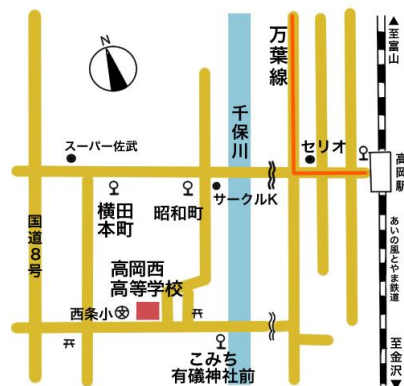 N
万葉線
▲至富山
千保川
スーパー佐武
セリオ
高岡駅
横田
本町
昭和町
サークルK
国道8号
あいの風とやま鉄道
高岡西
高等学校
西条小
文
こみち
有礒神社前
至金沢▼